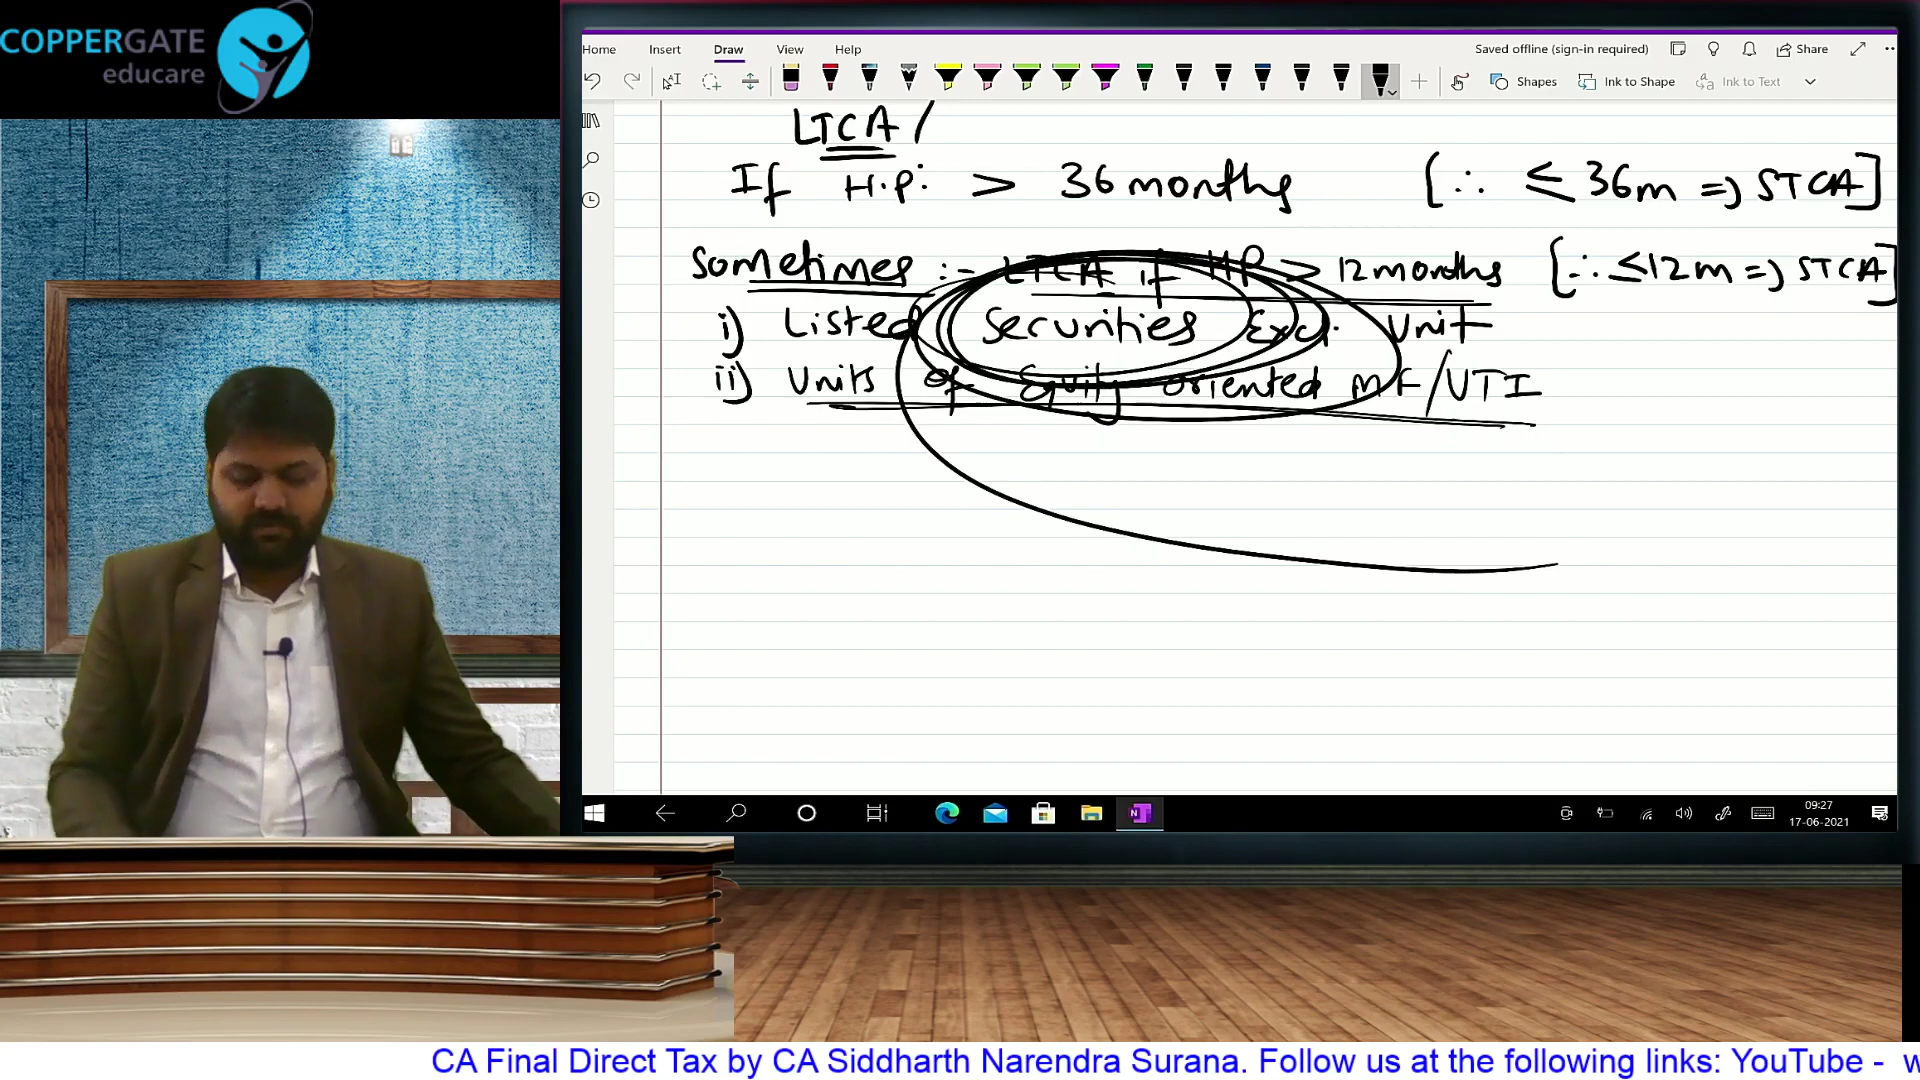 COPPERGATE
educare
Home Insert Draw View Help
Saved offline (sign-in required) Share
Shapes Ink to Shape Ink to Text
LTCA /
If H.P. > 36 months [∴ ≤ 36m => STCA]
Sometimes :- LTCA if HP > 12 months [∴ ≤12m => STCA]
i) Listed Securities Excl. Unit
ii) Units of Equity oriented MF/UTI
09:27
17-06-2021
CA Final Direct Tax by CA Siddharth Narendra Surana. Follow us at the following links: YouTube - w